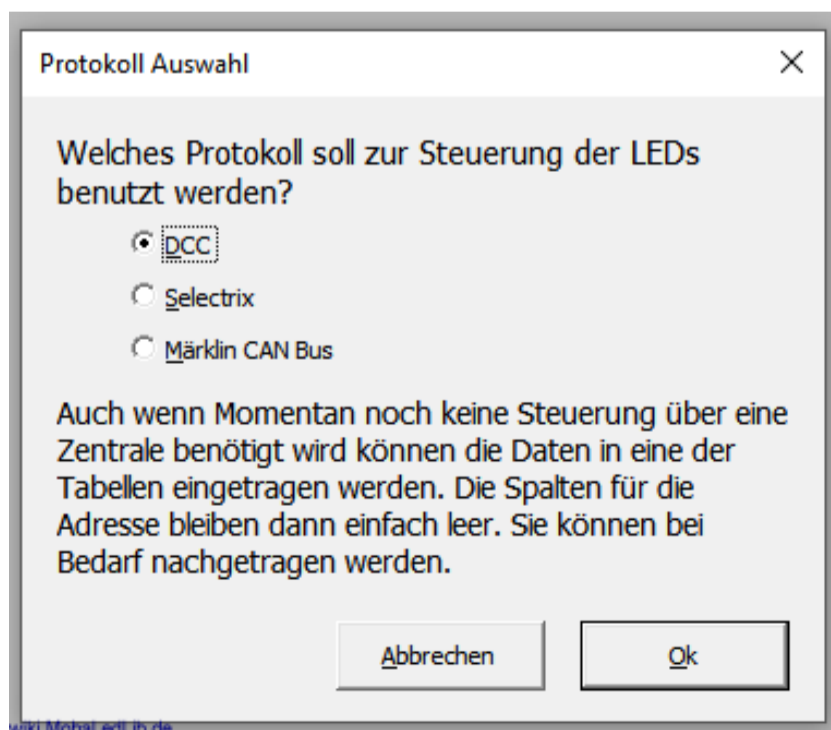 Protokoll Auswahl
Welches Protokoll soll zur Steuerung der LEDs
benutzt werden?
DCC
Selectrix
Märklin CAN Bus
Auch wenn Momentan noch keine Steuerung über eine
Zentrale benötigt wird können die Daten in eine der
Tabellen eingetragen werden. Die Spalten für die
Adresse bleiben dann einfach leer. Sie können bei
Bedarf nachgetragen werden.
Abbrechen
Ok